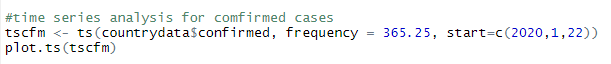 #time series analysis for comfirmed cases
tscfm <- ts(countrydata$confirmed, frequency = 365.25, start=c(2020,1,22))
plot.ts(tscfm)